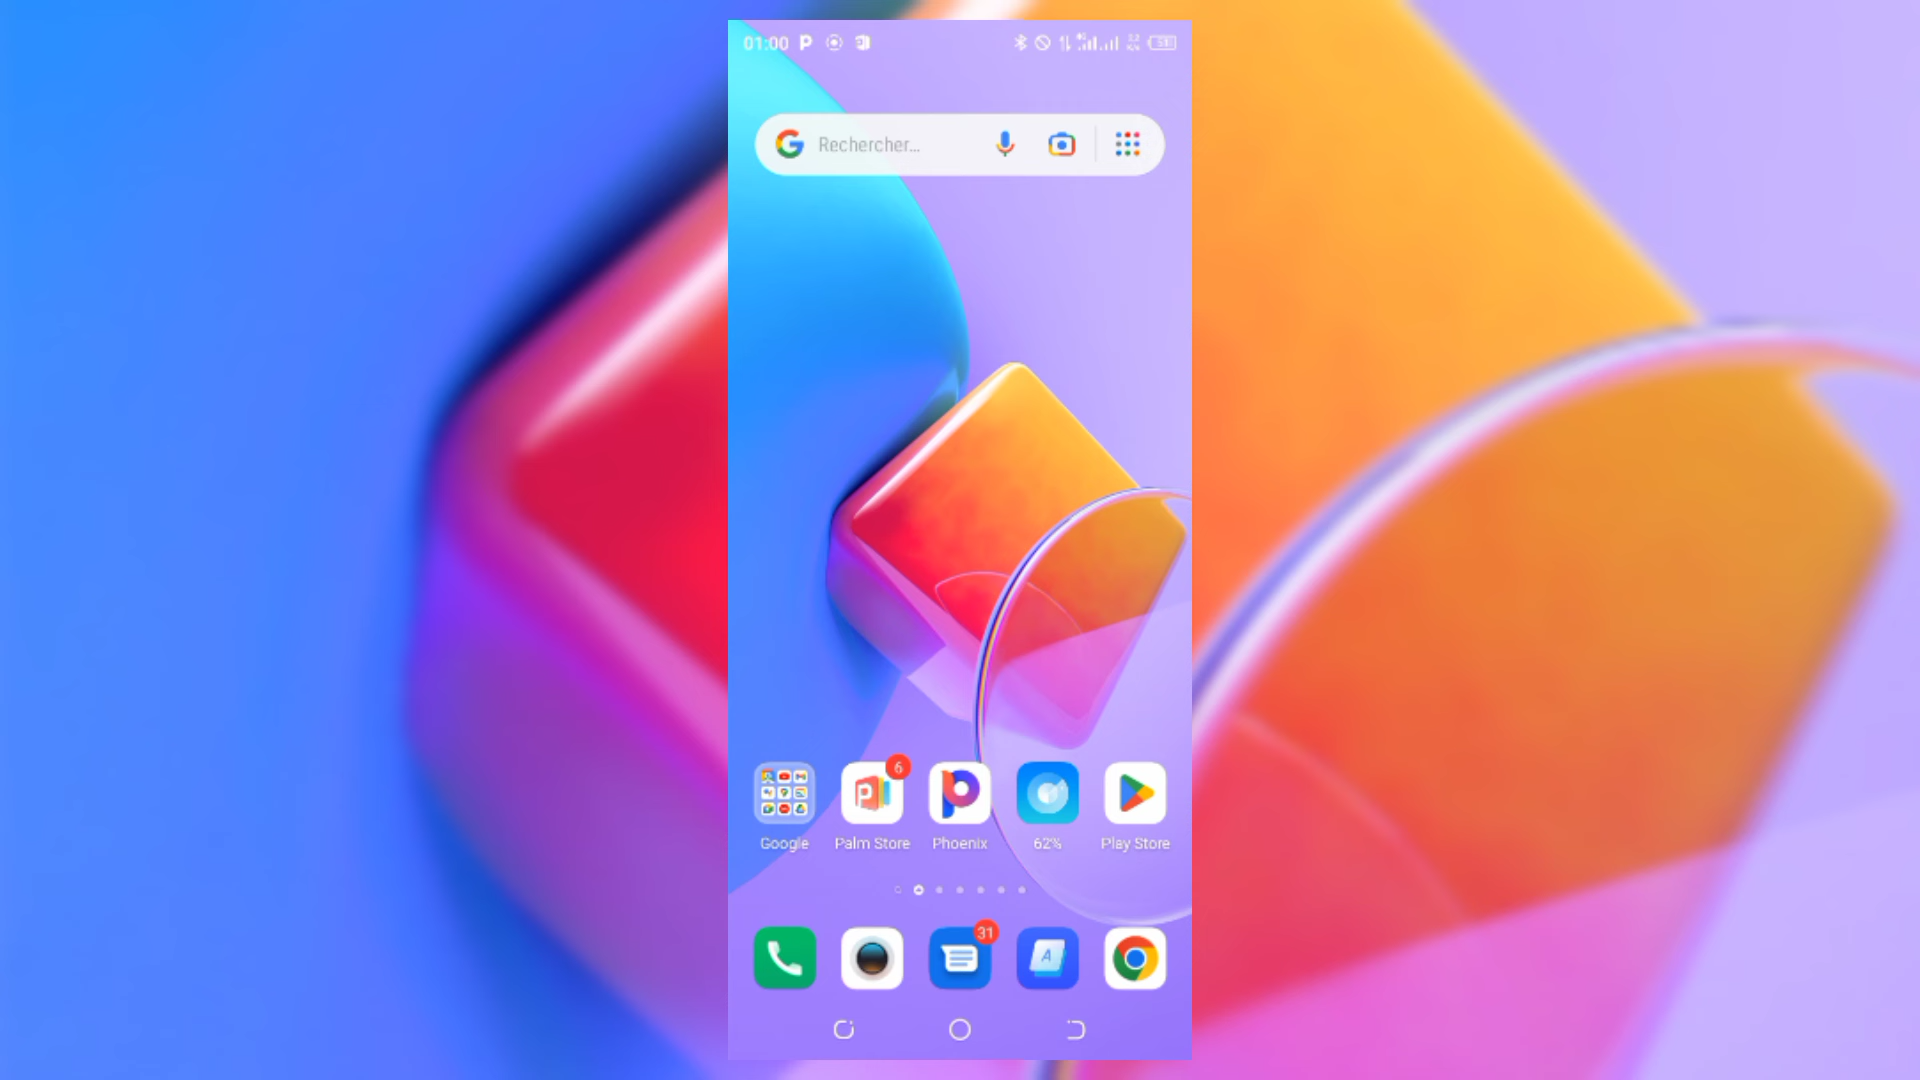 01:00
Rechercher...
6
Google Palm Store Phoenix 62% Play Store
31
A